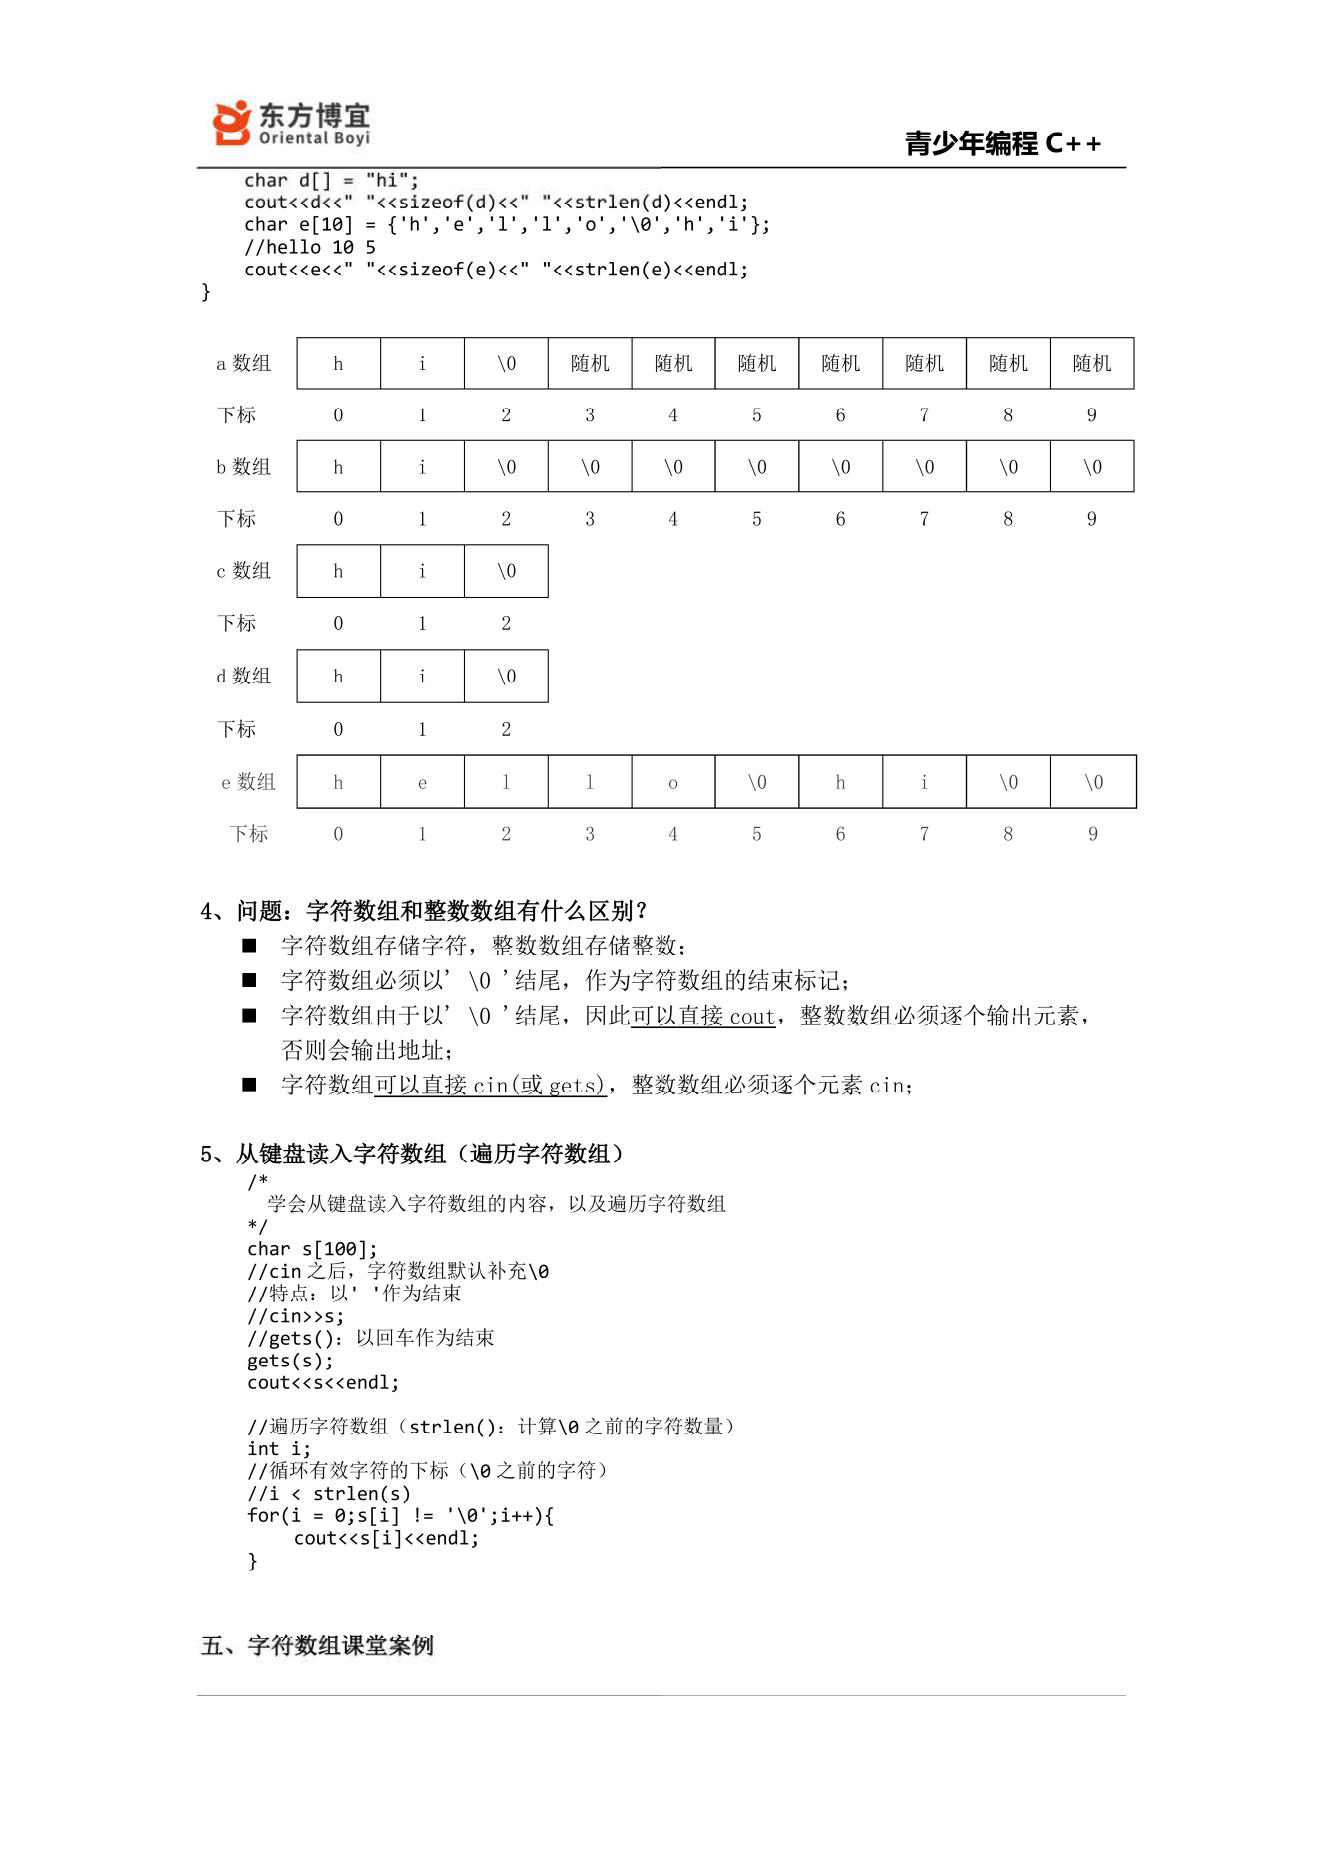 东方博宜
Oriental Boyi
青少年编程 C++
char d[] = "hi";
cout<<d<<" "<<sizeof(d)<<" "<<strlen(d)<<endl;
char e[10] = {'h','e','l','l','o','\0','h','i'};
//hello 10 5
cout<<e<<" "<<sizeof(e)<<" "<<strlen(e)<<endl;
}
a 数组 h i \0 随机 随机 随机 随机 随机 随机 随机
下标 0 1 2 3 4 5 6 7 8 9
b 数组 h i \0 \0 \0 \0 \0 \0 \0 \0
下标 0 1 2 3 4 5 6 7 8 9
c 数组 h i \0
下标 0 1 2
d 数组 h i \0
下标 0 1 2
e 数组 h e l l o \0 h i \0 \0
下标 0 1 2 3 4 5 6 7 8 9
4、问题：字符数组和整数数组有什么区别？
■ 字符数组存储字符，整数数组存储整数；
■ 字符数组必须以’ \0 ’结尾，作为字符数组的结束标记；
■ 字符数组由于以’ \0 ’结尾，因此可以直接 cout，整数数组必须逐个输出元素，
否则会输出地址；
■ 字符数组可以直接 cin(或 gets)，整数数组必须逐个元素 cin；
5、从键盘读入字符数组（遍历字符数组）
/*
学会从键盘读入字符数组的内容，以及遍历字符数组
*/
char s[100];
//cin 之后，字符数组默认补充\0
//特点：以' '作为结束
//cin>>s;
//gets()：以回车作为结束
gets(s);
cout<<s<<endl;
//遍历字符数组（strlen()：计算\0 之前的字符数量）
int i;
//循环有效字符的下标（\0 之前的字符）
//i < strlen(s)
for(i = 0;s[i] != '\0';i++){
cout<<s[i]<<endl;
}
五、字符数组课堂案例